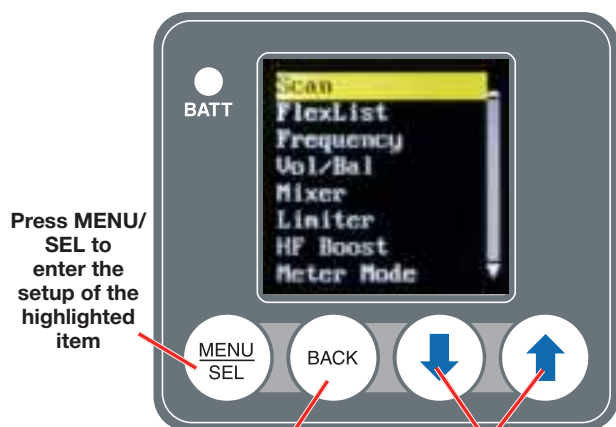 BATT
Scan
FlexList
Frequency
Vol/Bal
Mixer
Limiter
HF Boost
Meter Mode
Press MENU/
SEL to
enter the
setup of the
highlighted
item
MENU
SEL
BACK